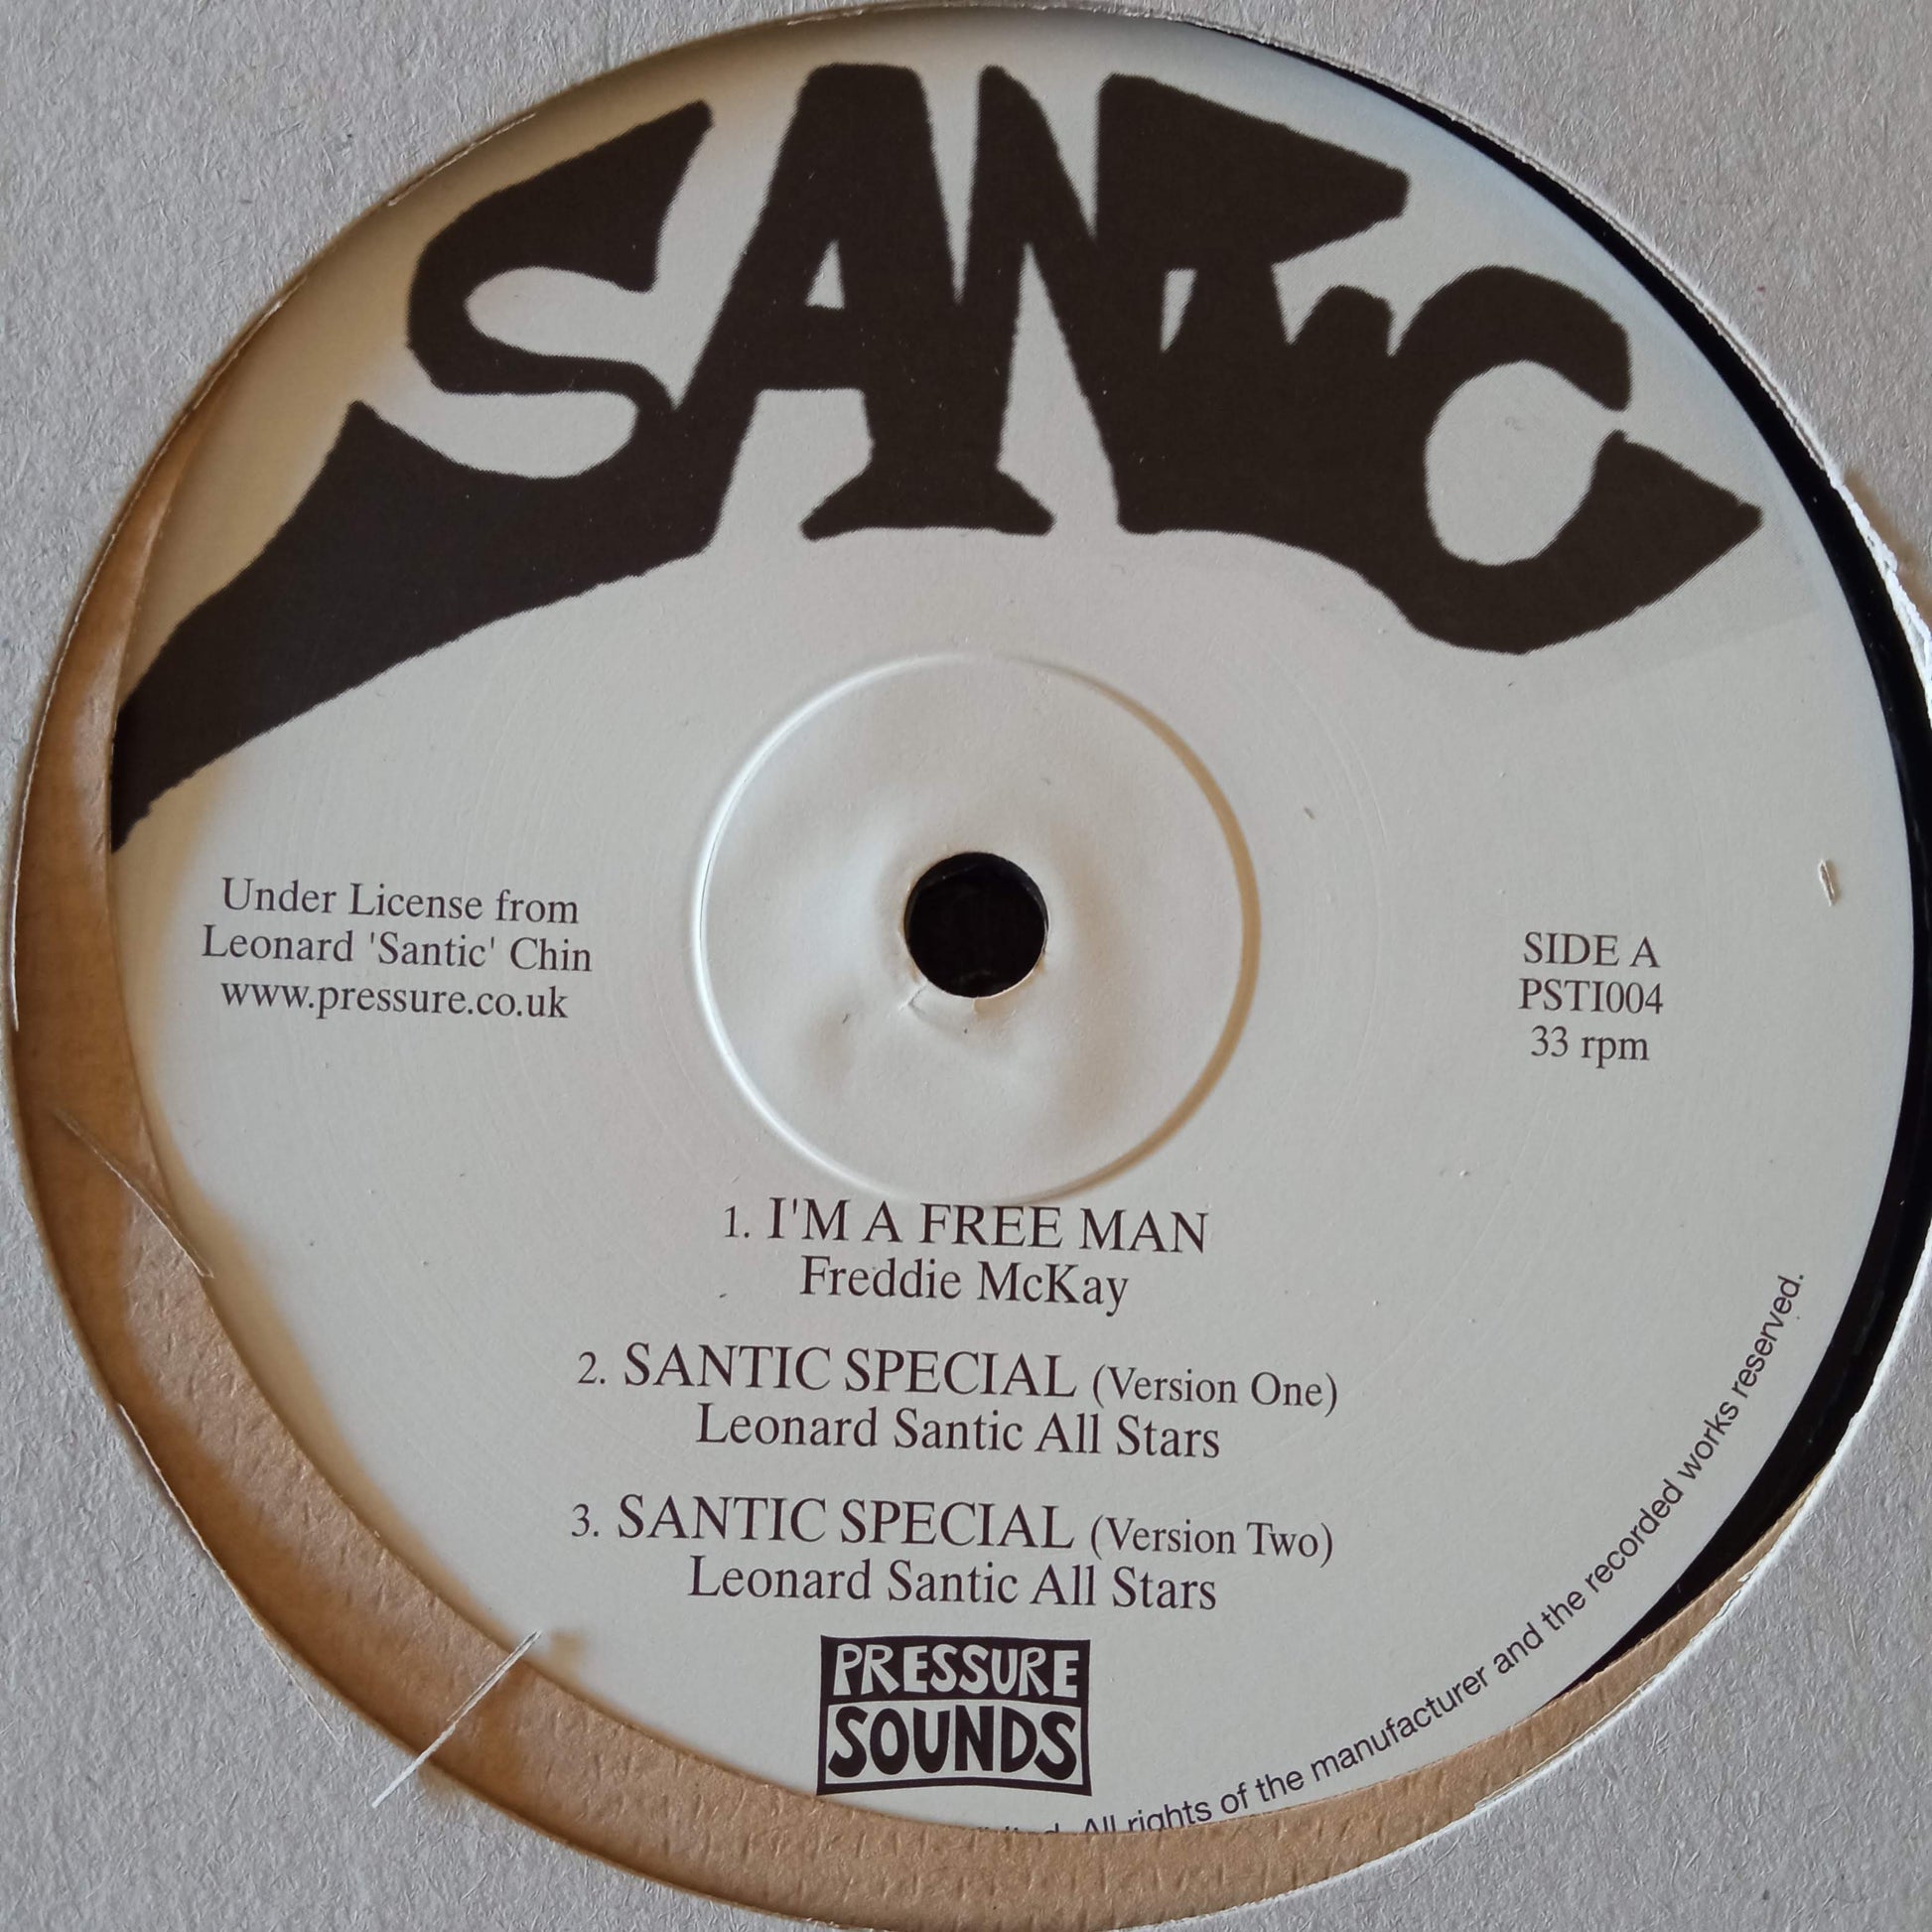 SANTIC
Under License from
Leonard 'Santic' Chin
www.pressure.co.uk
SIDE A
PSTI004
33 rpm
1. I'M A FREE MAN
Freddie McKay
2. SANTIC SPECIAL (Version One)
Leonard Santic All Stars
3. SANTIC SPECIAL (Version Two)
Leonard Santic All Stars
PRESSURE
SOUNDS
All rights of the manufacturer and the recorded works reserved.